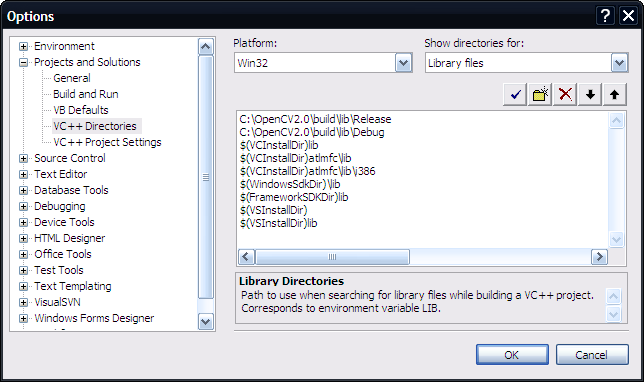 Options
Environment
Projects and Solutions
General
Build and Run
VB Defaults
VC++ Directories
VC++ Project Settings
Source Control
Text Editor
Database Tools
Debugging
Device Tools
HTML Designer
Office Tools
Test Tools
Text Templating
VisualSVN
Windows Forms Designer
Platform:
Win32
Show directories for:
Library files
C:\OpenCV2.0\build\lib\Release
C:\OpenCV2.0\build\lib\Debug
$(VCInstallDir)lib
$(VCInstallDir)atlmfc\lib
$(VCInstallDir)atlmfc\lib\i386
$(WindowsSdkDir)\lib
$(FrameworkSDKDir)lib
$(VSInstallDir)
$(VSInstallDir)lib
Library Directories
Path to use when searching for library files while building a VC++ project.
Corresponds to environment variable LIB.
OK
Cancel